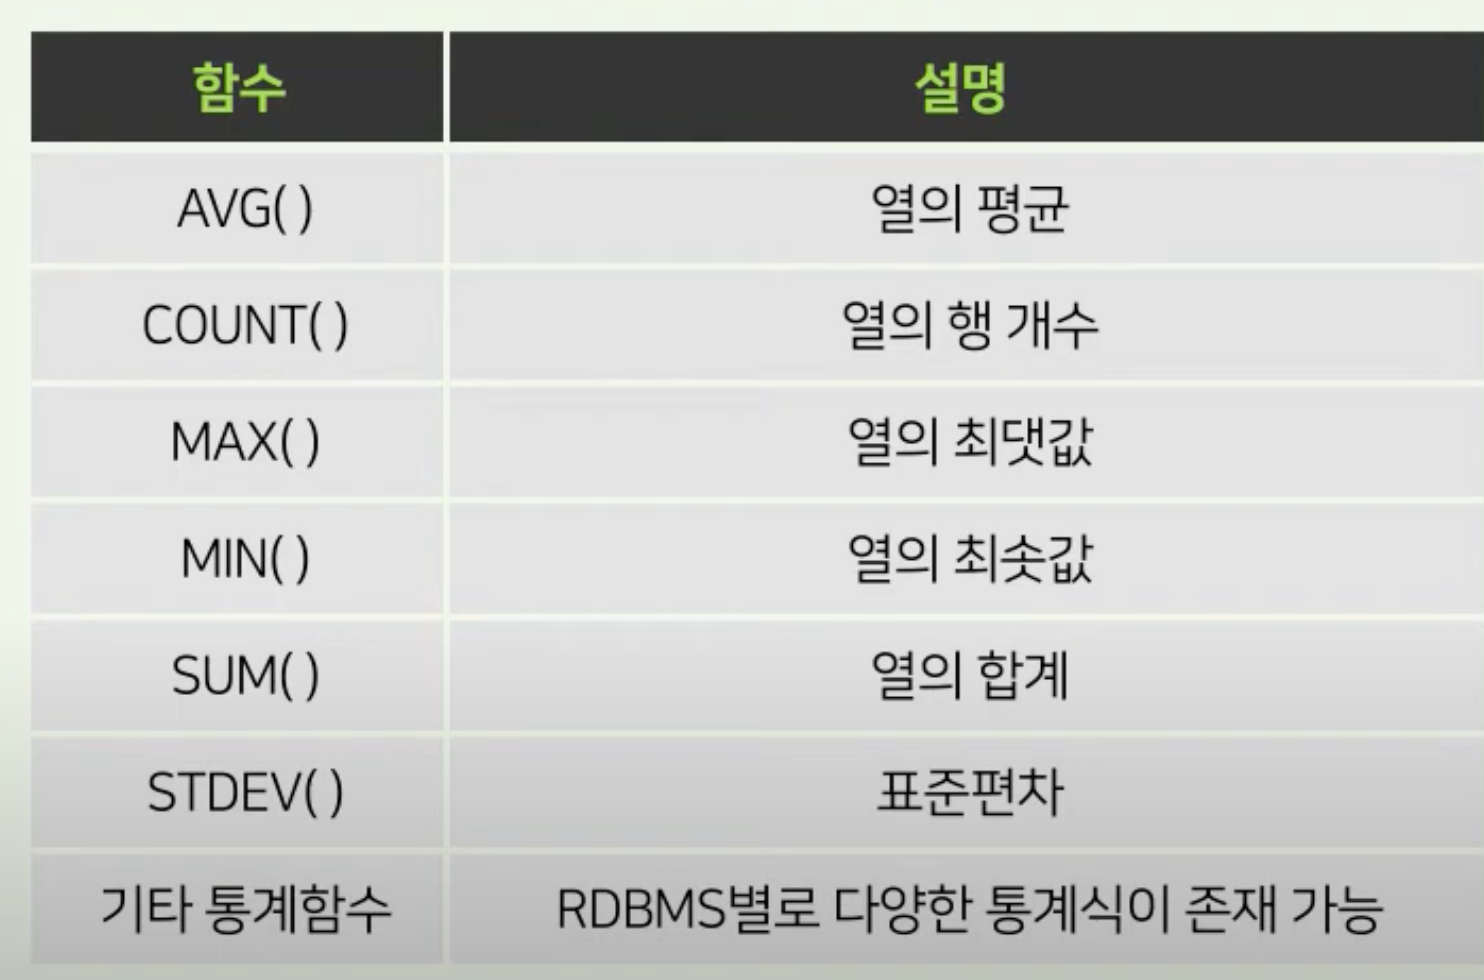 함수 설명
AVG( ) 열의 평균
COUNT( ) 열의 행 개수
MAX( ) 열의 최댓값
MIN( ) 열의 최솟값
SUM( ) 열의 합계
STDEV( ) 표준편차
기타 통계함수 RDBMS별로 다양한 통계식이 존재 가능